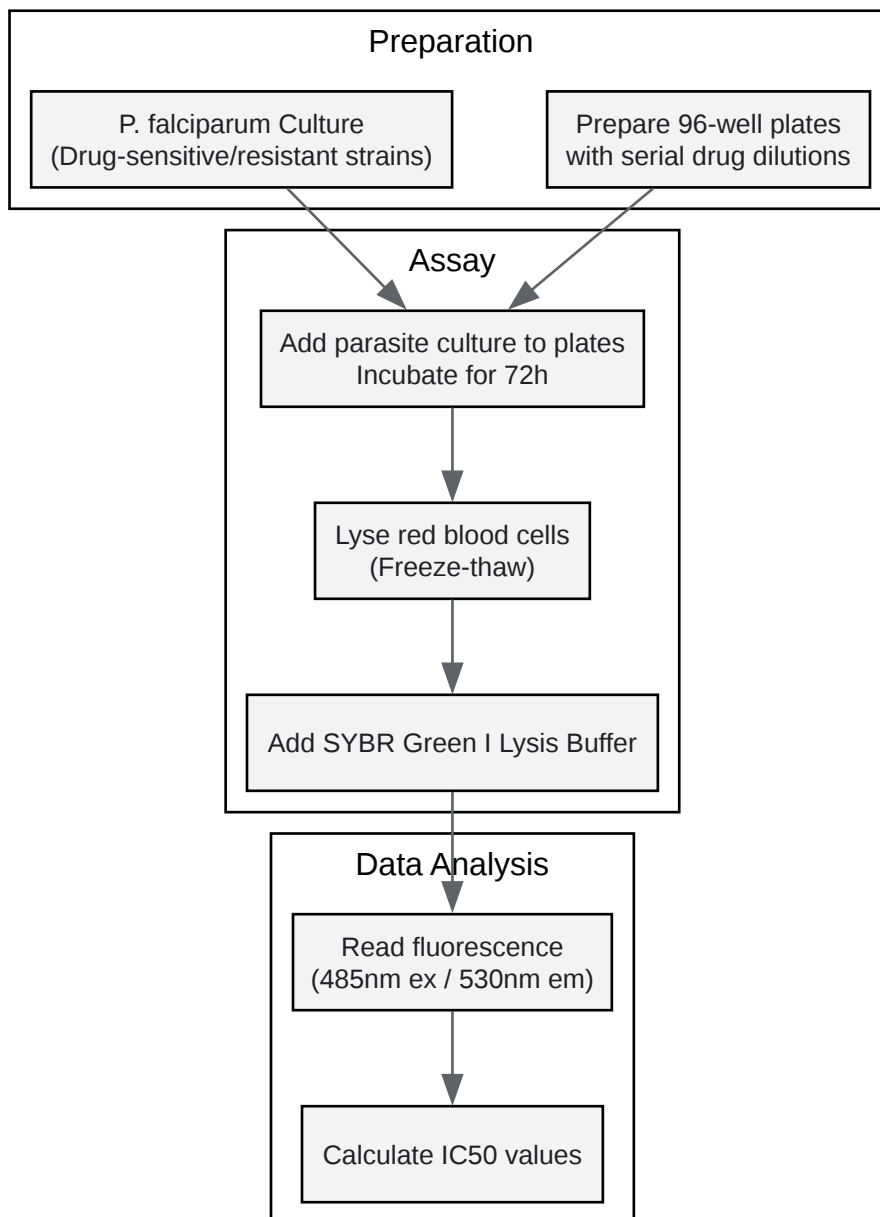 Preparation
P. falciparum Culture
(Drug-sensitive/resistant strains)
Prepare 96-well plates
with serial drug dilutions
Assay
Add parasite culture to plates
Incubate for 72h
Lyse red blood cells
(Freeze-thaw)
Add SYBR Green I Lysis Buffer
Data Analysis
Read fluorescence
(485nm ex / 530nm em)
Calculate IC50 values